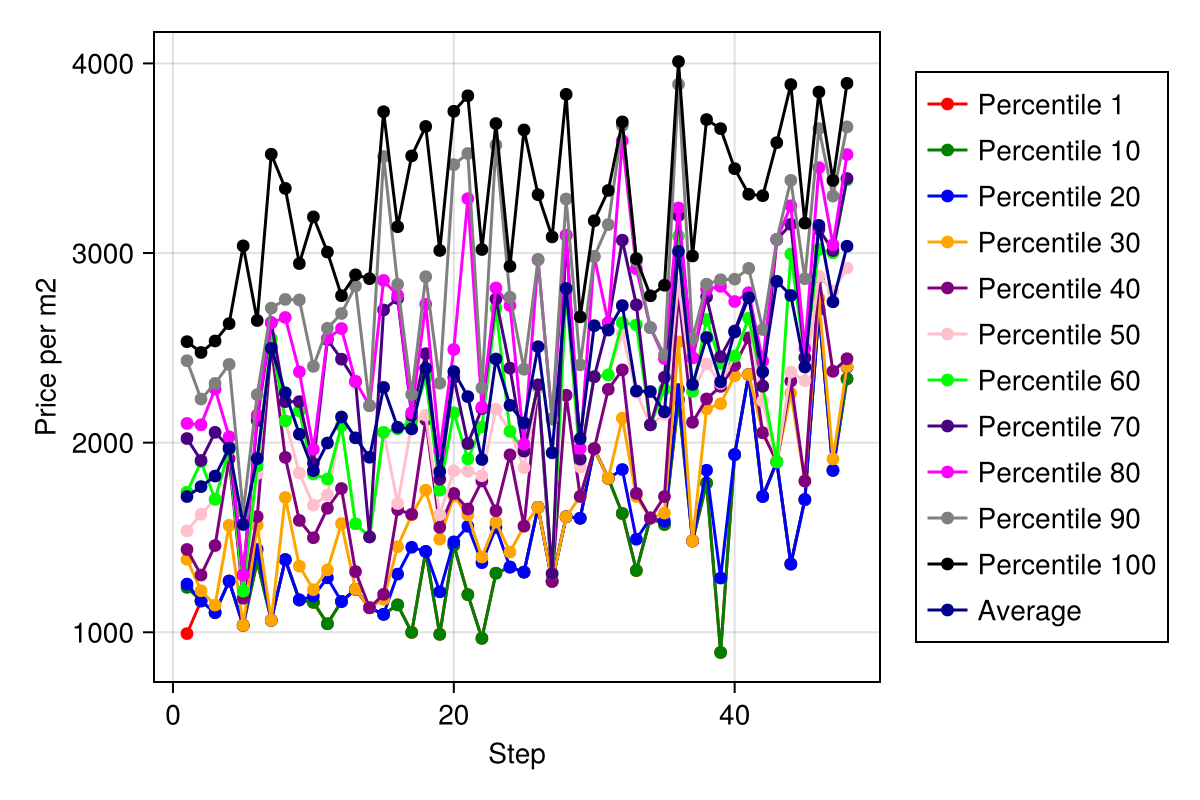 4000
3000
2000
1000
Price per m2
0
20
40
Step
Percentile 1
Percentile 10
Percentile 20
Percentile 30
Percentile 40
Percentile 50
Percentile 60
Percentile 70
Percentile 80
Percentile 90
Percentile 100
Average